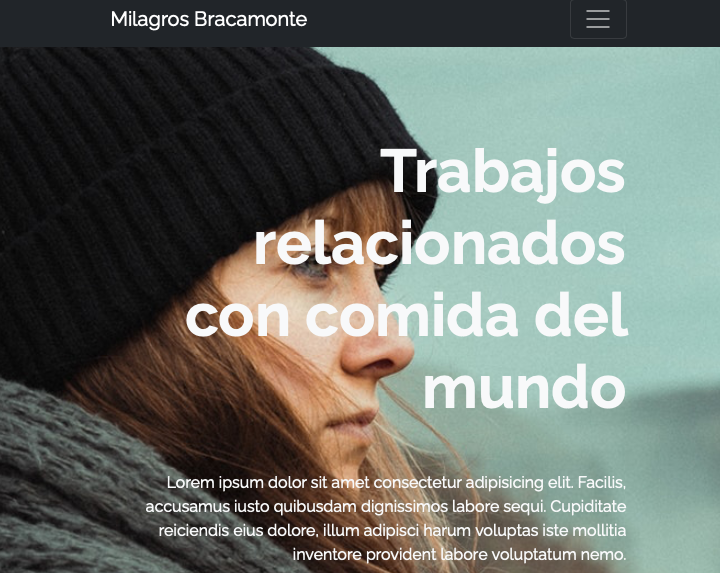 Milagros Bracamonte
Trabajos
relacionados
con comida del
mundo
Lorem ipsum dolor sit amet consectetur adipisicing elit. Facilis,
accusamus iusto quibusdam dignissimos labore sequi. Cupiditate
reiciendis eius dolore, illum adipisci harum voluptas iste mollitia
inventore provident labore voluptatum nemo.